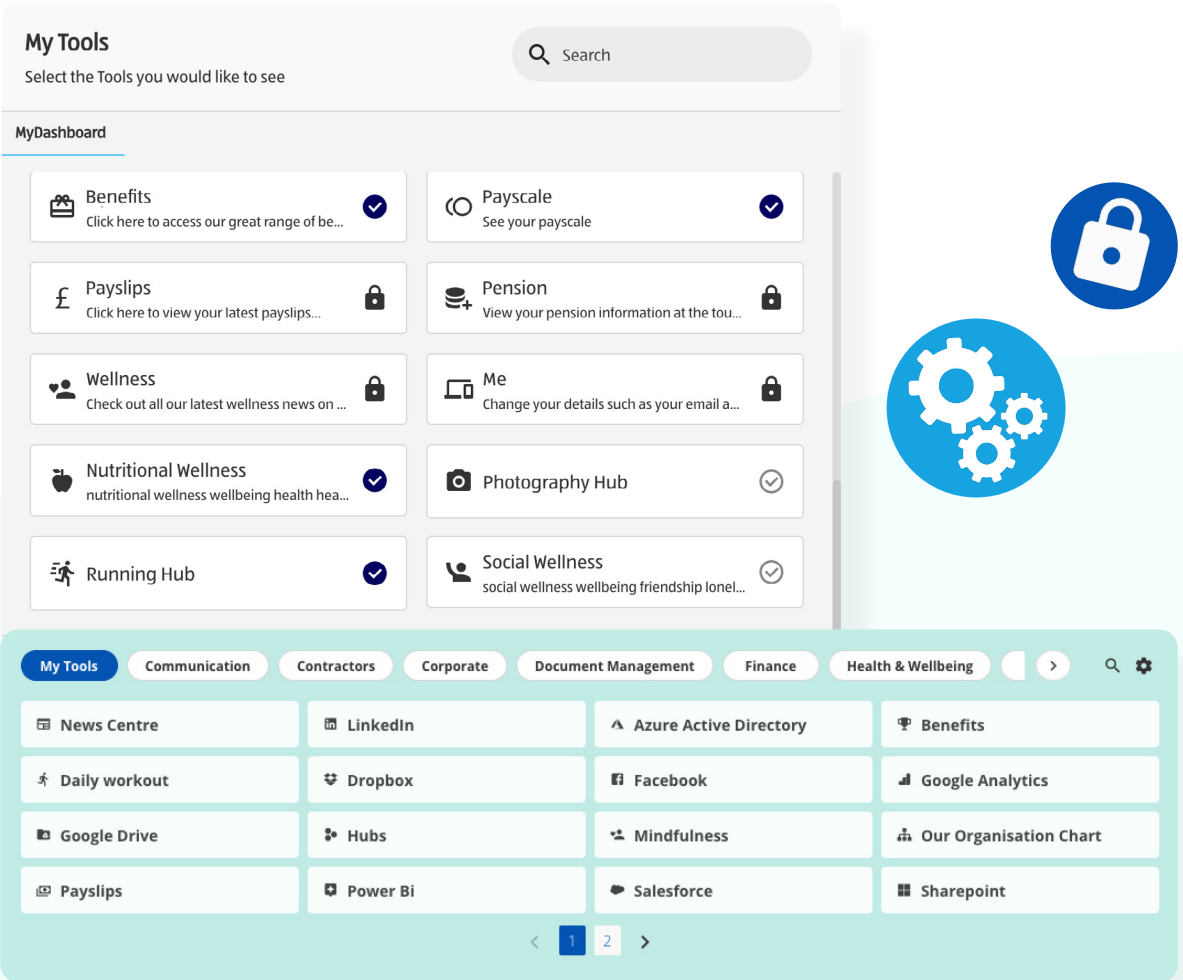 My Tools
Search
Select the Tools you would like to see
MyDashboard
Benefits
Click here to access our great range of be...
Payscale
See your payscale
£ Payslips
Click here to view your latest payslips...
Pension
View your pension information at the tou...
Wellness
Check out all our latest wellness news on ...
Me
Change your details such as your email a...
Nutritional Wellness
nutritional wellness wellbeing health hea...
Photography Hub
Running Hub
Social Wellness
social wellness wellbeing friendship lonel...
My Tools Communication Contractors Corporate Document Management Finance Health & Wellbeing
News Centre LinkedIn Azure Active Directory Benefits
Daily workout Dropbox Facebook Google Analytics
Google Drive Hubs Mindfulness Our Organisation Chart
Payslips Power Bi Salesforce Sharepoint
1 2